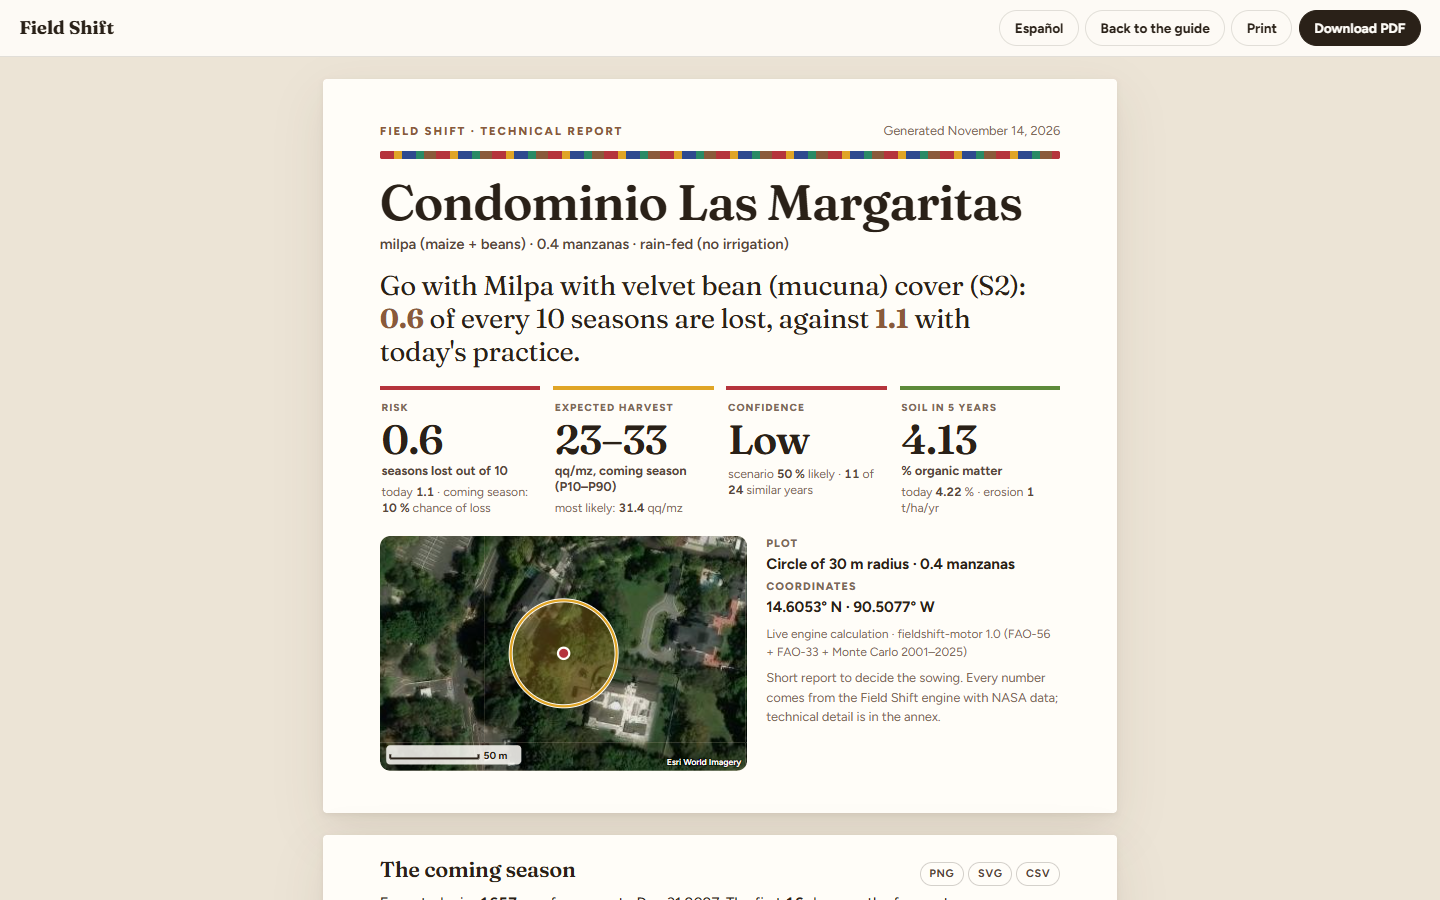 Field Shift
Español
Back to the guide
Print
Download PDF
FIELD SHIFT · TECHNICAL REPORT
Generated November 14, 2026
Condominio Las Margaritas
milpa (maize + beans) · 0.4 manzanas · rain-fed (no irrigation)
Go with Milpa with velvet bean (mucuna) cover (S2):
0.6 of every 10 seasons are lost, against 1.1 with
today's practice.
RISK
0.6
seasons lost out of 10
today 1.1 · coming season:
10 % chance of loss
EXPECTED HARVEST
23–33
qq/mz, coming season
(P10–P90)
most likely: 31.4 qq/mz
CONFIDENCE
Low
scenario 50 % likely · 11 of
24 similar years
SOIL IN 5 YEARS
4.13
% organic matter
today 4.22 % · erosion 1
t/ha/yr
50 m
Esri World Imagery
PLOT
Circle of 30 m radius · 0.4 manzanas
COORDINATES
14.6053° N · 90.5077° W
Live engine calculation · fieldshift-motor 1.0 (FAO-56
+ FAO-33 + Monte Carlo 2001–2025)
Short report to decide the sowing. Every number
comes from the Field Shift engine with NASA data;
technical detail is in the annex.
The coming season
PNG
SVG
CSV